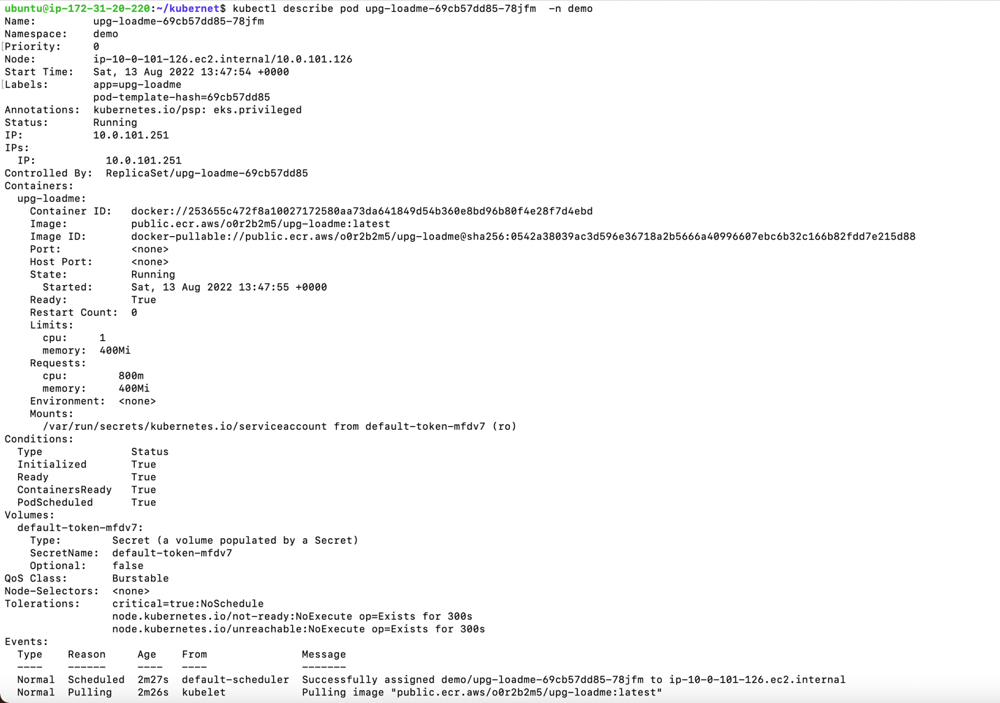 ubuntu@ip-172-31-20-220:~/kubernet$ kubectl describe pod upg-loadme-69cb57dd85-78jfm  -n demo
Name:         upg-loadme-69cb57dd85-78jfm
Namespace:    demo
[Priority:     0
Node:         ip-10-0-101-126.ec2.internal/10.0.101.126
Start Time:   Sat, 13 Aug 2022 13:47:54 +0000
[Labels:       app=upg-loadme
              pod-template-hash=69cb57dd85
Annotations:  kubernetes.io/psp: eks.privileged
Status:       Running
IP:           10.0.101.251
IPs:
  IP:           10.0.101.251
Controlled By:  ReplicaSet/upg-loadme-69cb57dd85
Containers:
  upg-loadme:
    Container ID:   docker://253655c472f8a10027172580aa73da641849d54b360e8bd96b80f4e28f7d4ebd
    Image:          public.ecr.aws/o0r2b2m5/upg-loadme:latest
    Image ID:       docker-pullable://public.ecr.aws/o0r2b2m5/upg-loadme@sha256:0542a38039ac3d596e36718a2b5666a40996607ebc6b32c166b82fdd7e215d88
    Port:           <none>
    Host Port:      <none>
    State:          Running
      Started:      Sat, 13 Aug 2022 13:47:55 +0000
    Ready:          True
    Restart Count:  0
    Limits:
      cpu:     1
      memory:  400Mi
    Requests:
      cpu:        800m
      memory:     400Mi
    Environment:  <none>
    Mounts:
      /var/run/secrets/kubernetes.io/serviceaccount from default-token-mfdv7 (ro)
Conditions:
  Type              Status
  Initialized       True
  Ready             True
  ContainersReady   True
  PodScheduled      True
Volumes:
  default-token-mfdv7:
    Type:        Secret (a volume populated by a Secret)
    SecretName:  default-token-mfdv7
    Optional:    false
QoS Class:       Burstable
Node-Selectors:  <none>
Tolerations:     critical=true:NoSchedule
                 node.kubernetes.io/not-ready:NoExecute op=Exists for 300s
                 node.kubernetes.io/unreachable:NoExecute op=Exists for 300s
Events:
  Type    Reason     Age    From               Message
  ----    ------     ----   ----               -------
  Normal  Scheduled  2m27s  default-scheduler  Successfully assigned demo/upg-loadme-69cb57dd85-78jfm to ip-10-0-101-126.ec2.internal
  Normal  Pulling    2m26s  kubelet            Pulling image "public.ecr.aws/o0r2b2m5/upg-loadme:latest"